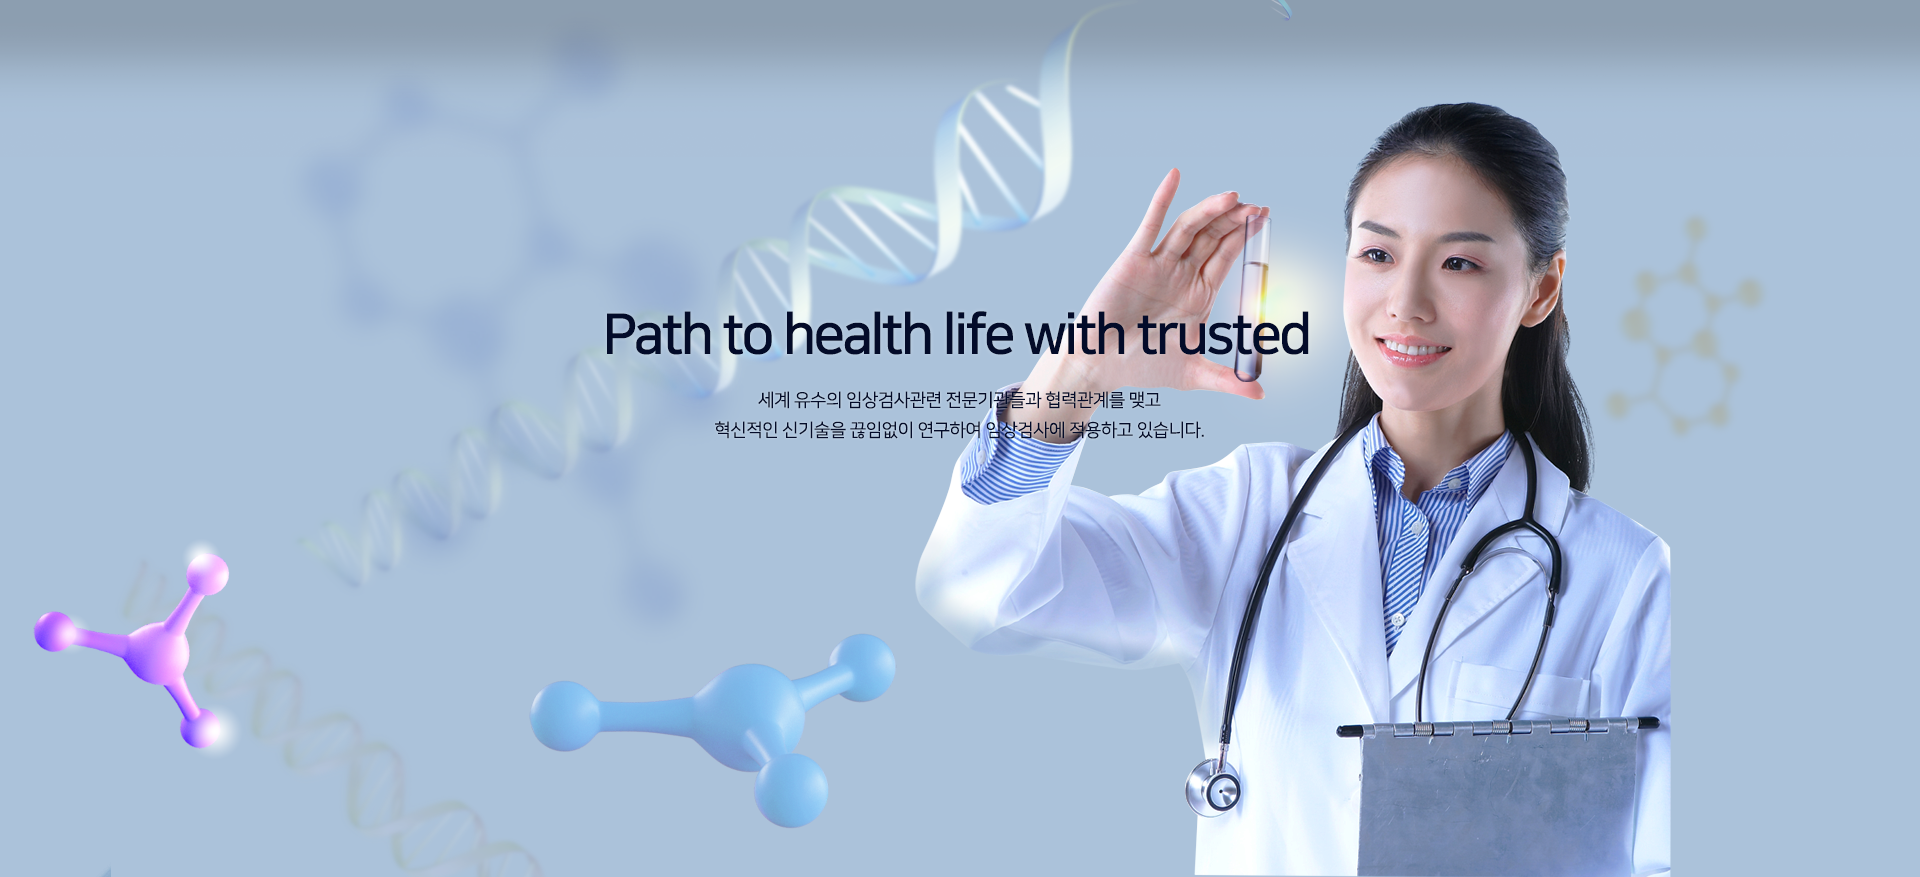 Path to health life with trusted
세계 유수의 임상검사관련 전문기관들과 협력관계를 맺고
혁신적인 신기술을 끊임없이 연구하여 임상검사에 적용하고 있습니다.